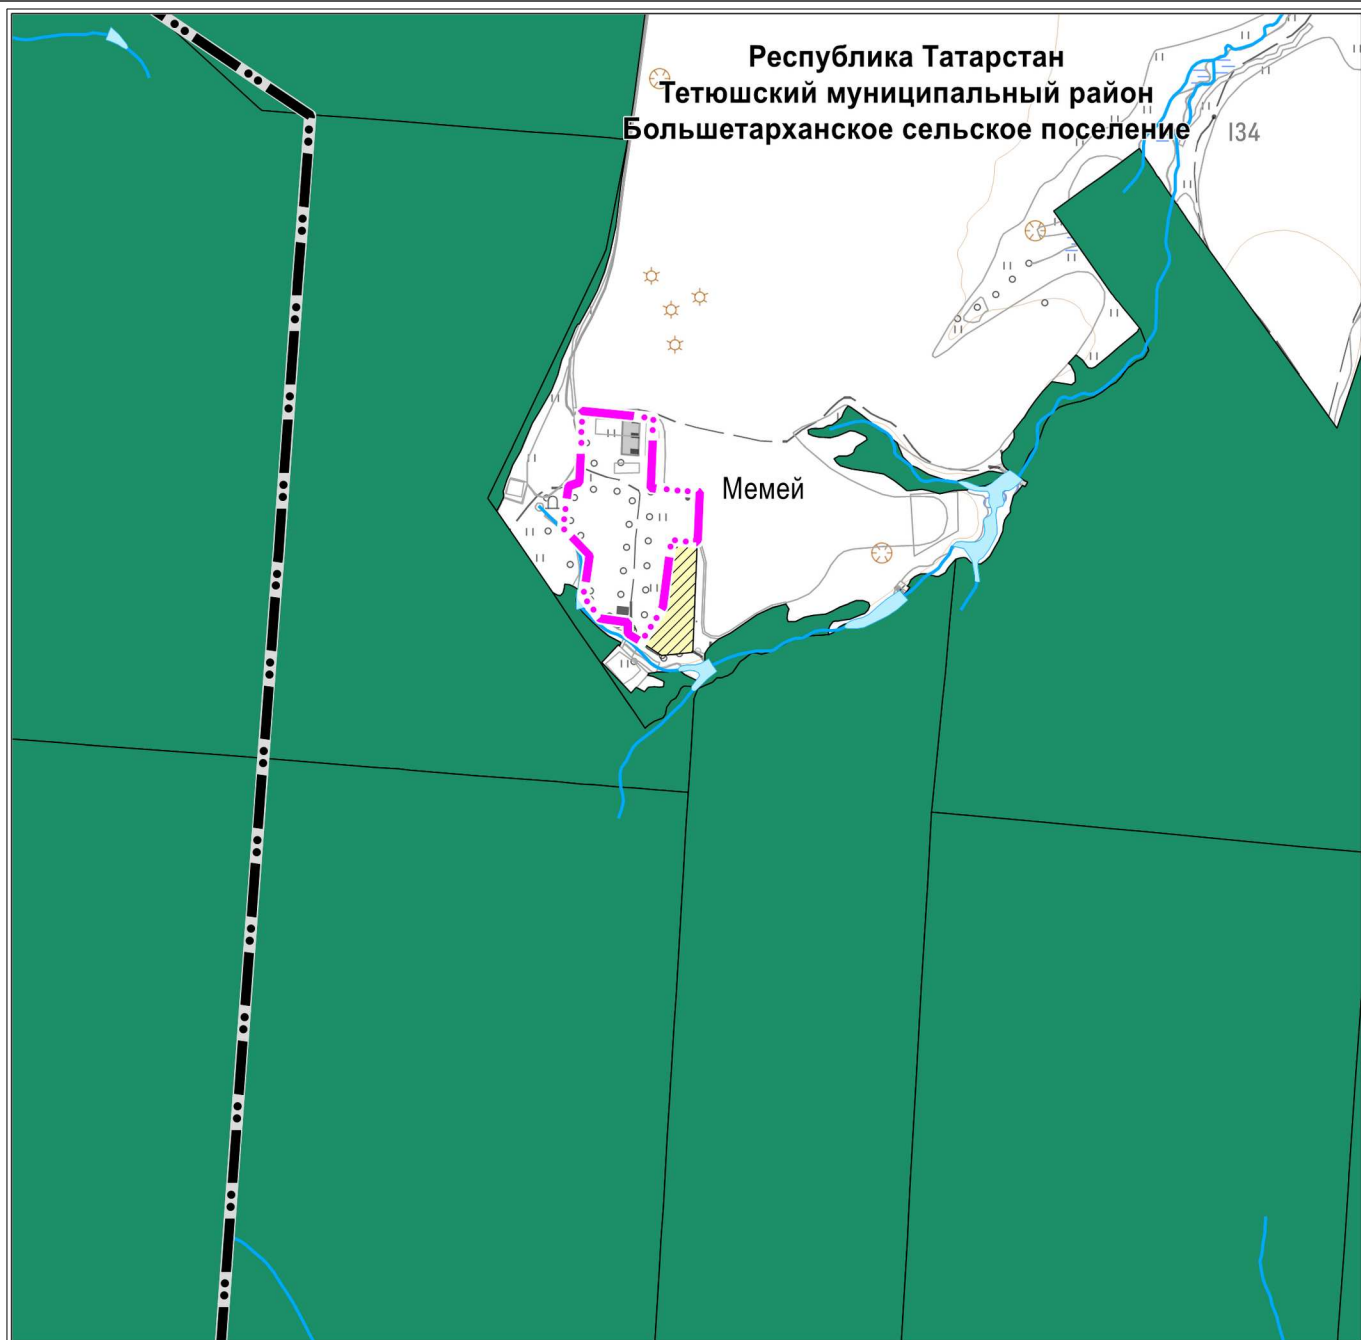 Республика Татарстан
Тетюшский муниципальный район
Большетарханское сельское поселение
134
Мемей